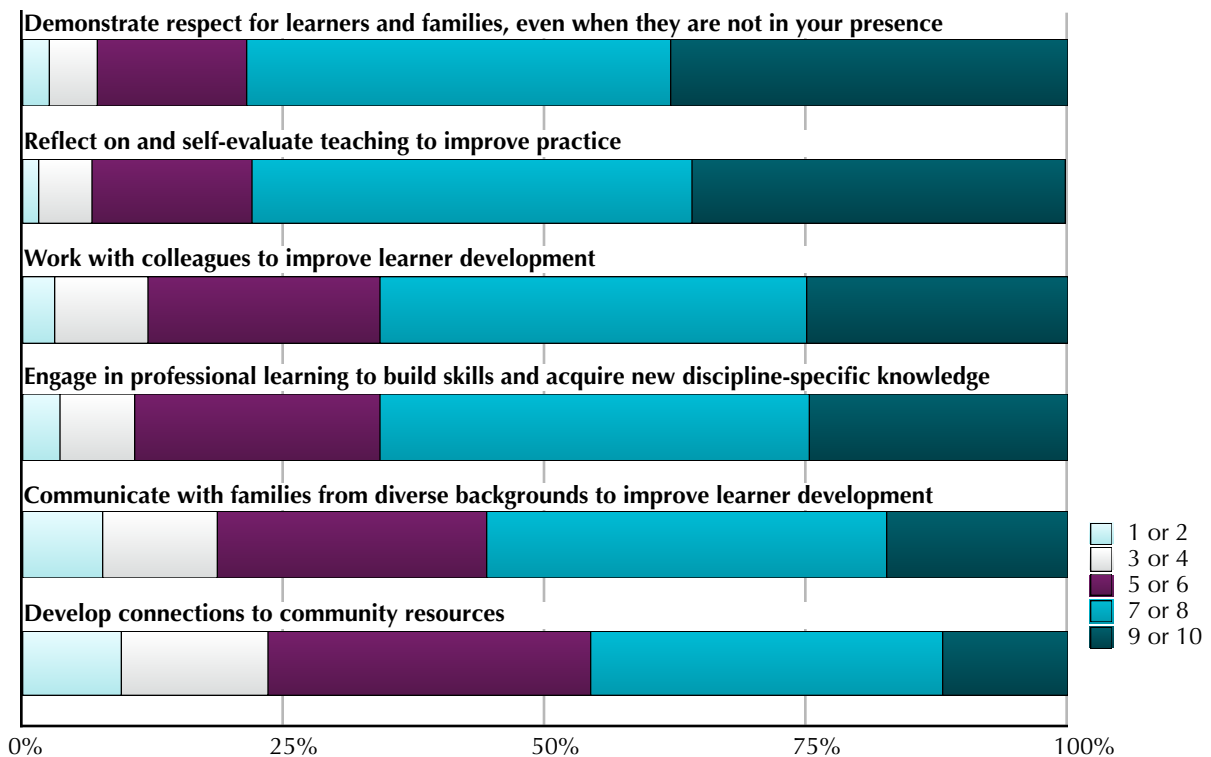 Demonstrate respect for learners and families, even when they are not in your presence
Reflect on and self-evaluate teaching to improve practice
Work with colleagues to improve learner development
Engage in professional learning to build skills and acquire new discipline-specific knowledge
Communicate with families from diverse backgrounds to improve learner development
1 or 2
3 or 4
5 or 6
7 or 8
9 or 10
Develop connections to community resources
0% 25% 50% 75% 100%